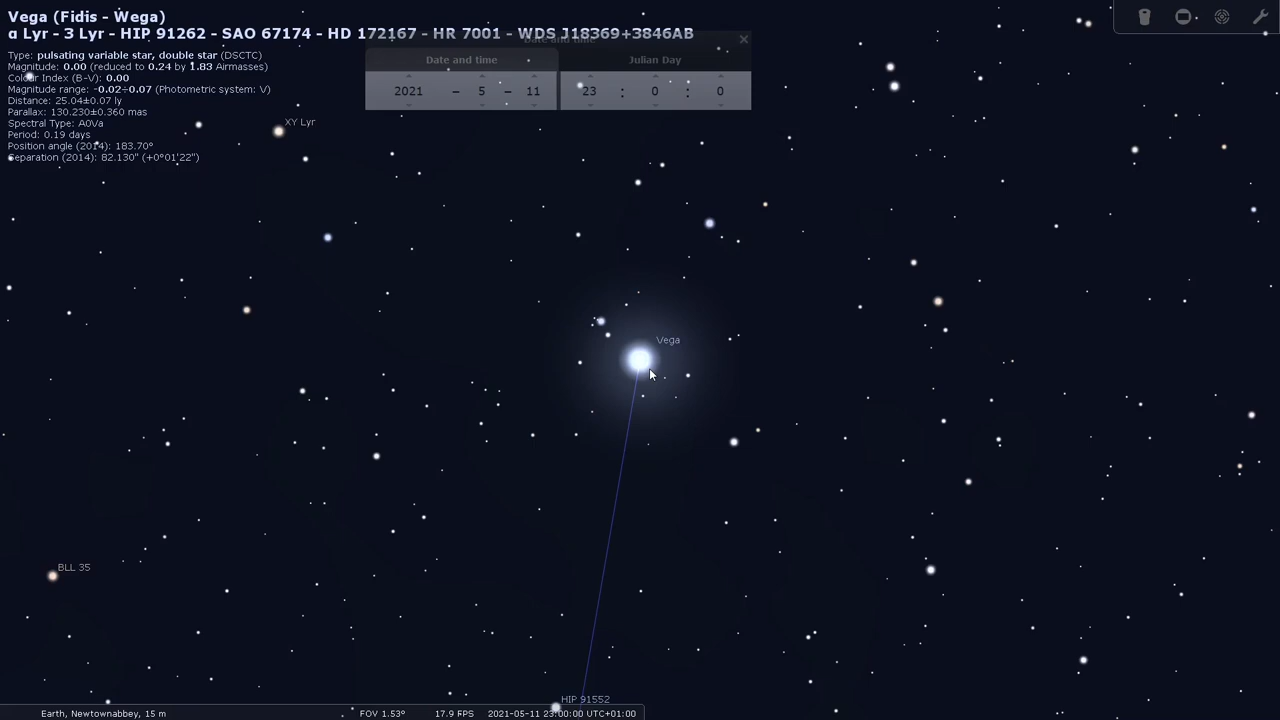 Vega (Fidis - Wega)
α Lyr - 3 Lyr - HIP 91262 - SAO 67174 - HD 172167 - HR 7001 - WDS J18369+3846AB
Type: pulsating variable star, double star (DSCTC)
Magnitude: 0.00 (reduced to 0.24 by 1.83 Airmasses)
Colour Index (B-V): 0.00
Magnitude range: -0.02÷0.07 (Photometric system: V)
Distance: 25.04±0.07 ly
Parallax: 130.230±0.360 mas
Spectral Type: A0Va
Period: 0.19 days
Position angle (2014): 183.70°
Separation (2014): 82.130" (+0°01'22")
Date and time
Date and time Julian Day
2021 - 5 - 11 23 : 0 : 0
XY Lyr
Vega
BLL 35
HIP 91552
Earth, Newtownabbey, 15 m FOV 1.53° 17.9 FPS 2021-05-11 23:00:00 UTC+01:00